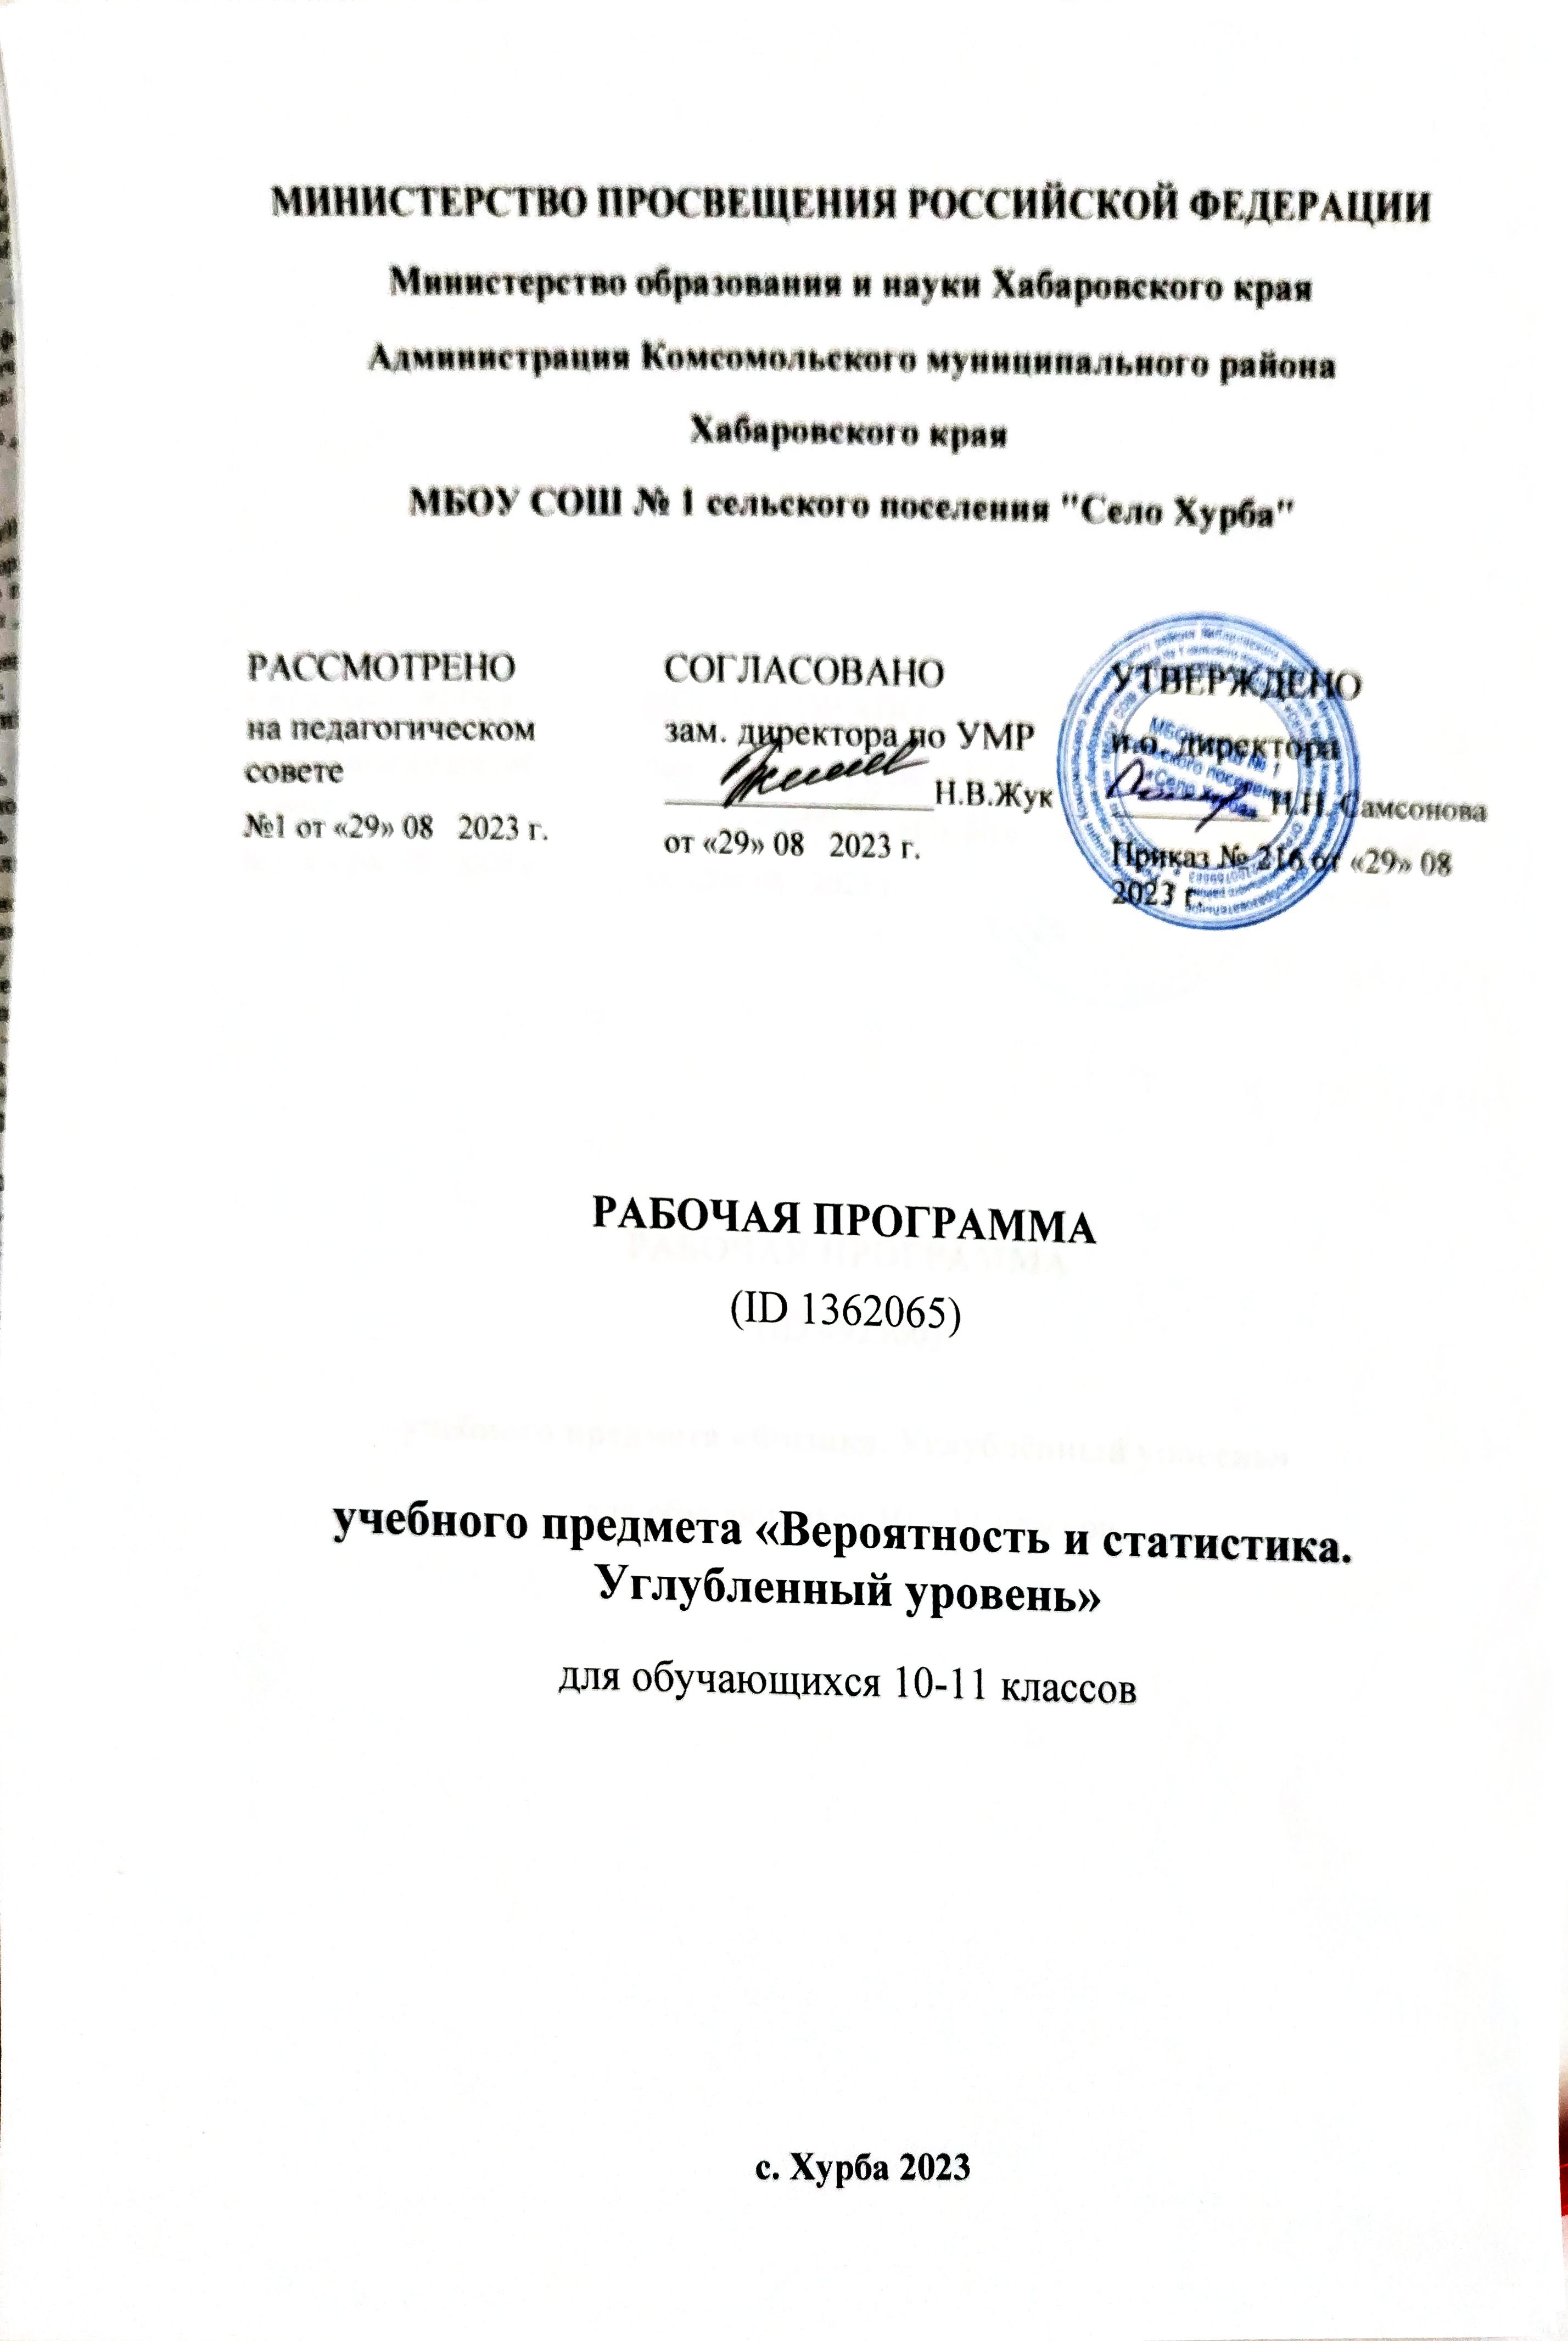 МИНИСТЕРСТВО ПРОСВЕЩЕНИЯ РОССИЙСКОЙ ФЕДЕРАЦИИ
Министерство образования и науки Хабаровского края
Администрация Комсомольского муниципального района
Хабаровского края
МБОУ СОШ № 1 сельского поселения "Село Хурба"
РАССМОТРЕНО
на педагогическом
совете
№1 от «29» 08 2023 г.
СОГЛАСОВАНО
зам. директора по УМР
Н.В.Жук
от «29» 08 2023 г.
УТВЕРЖДЕНО
и.о. директора
Н.Н. Самсонова
Приказ № 216 от «29» 08
2023 г.
РАБОЧАЯ ПРОГРАММА
(ID 1362065)
учебного предмета «Вероятность и статистика.
Углубленный уровень»
для обучающихся 10-11 классов
с. Хурба 2023